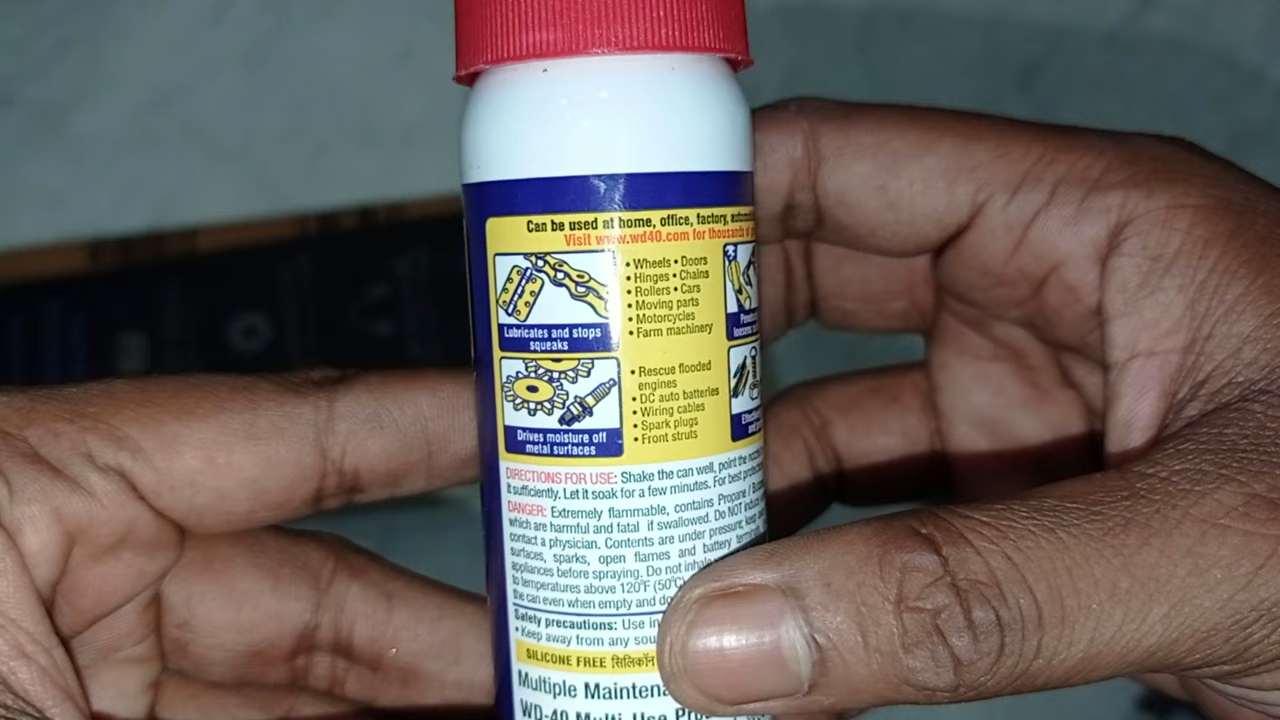 Can be used at home, office, factory,
Visit www.wd40.com for thousands of
• Wheels • Doors
• Hinges • Chains
• Rollers • Cars
• Moving parts
• Motorcycles
• Farm machinery
Lubricates and stops
squeaks
• Rescue flooded
engines
• DC auto batteries
• Wiring cables
• Spark plugs
• Front struts
Drives moisture off
metal surfaces
DIRECTIONS FOR USE: Shake the can well, point the
it sufficiently. Let it soak for a few minutes. For best
DANGER: Extremely flammable, contains Propane /
which are harmful and fatal if swallowed. Do NOT
contact a physician. Contents are under pressure; keep
surfaces, sparks, open flames and battery
appliances before spraying. Do not inhale
to temperatures above 120°F (50°C)
the can even when empty and
Safety precautions: Use in
• Keep away from any
SILICONE FREE सिलिकॉन
Multiple
WD-40 Multi-Use